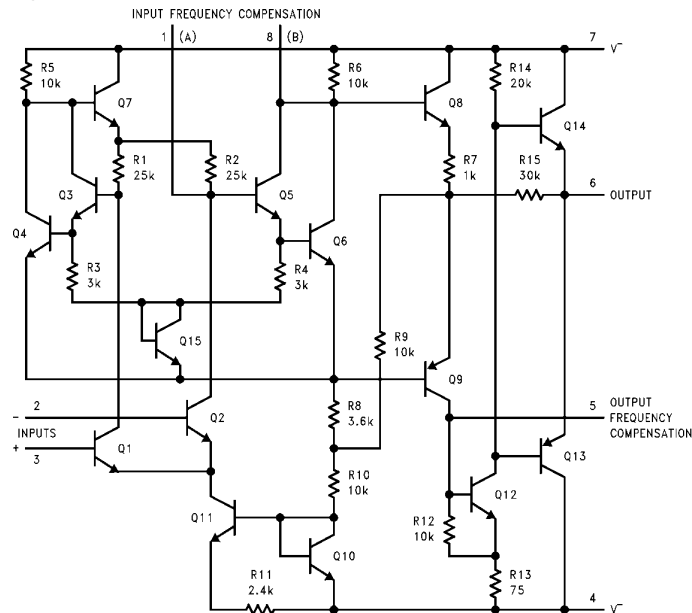 INPUT FREQUENCY COMPENSATION
1 (A)
8 (B)
7
V⁻
R5
10k
Q7
R6
10k
Q8
R14
20k
Q14
R1
25k
R2
25k
R7
1k
R15
30k
6
OUTPUT
Q3
Q5
Q4
Q6
R3
3k
R4
3k
Q15
R9
10k
Q9
5
OUTPUT
FREQUENCY
COMPENSATION
- 2
Q2
R8
3.6k
INPUTS
+ 3
Q1
R10
10k
Q13
Q12
Q11
R12
10k
Q10
R11
2.4k
R13
75
4
V⁻